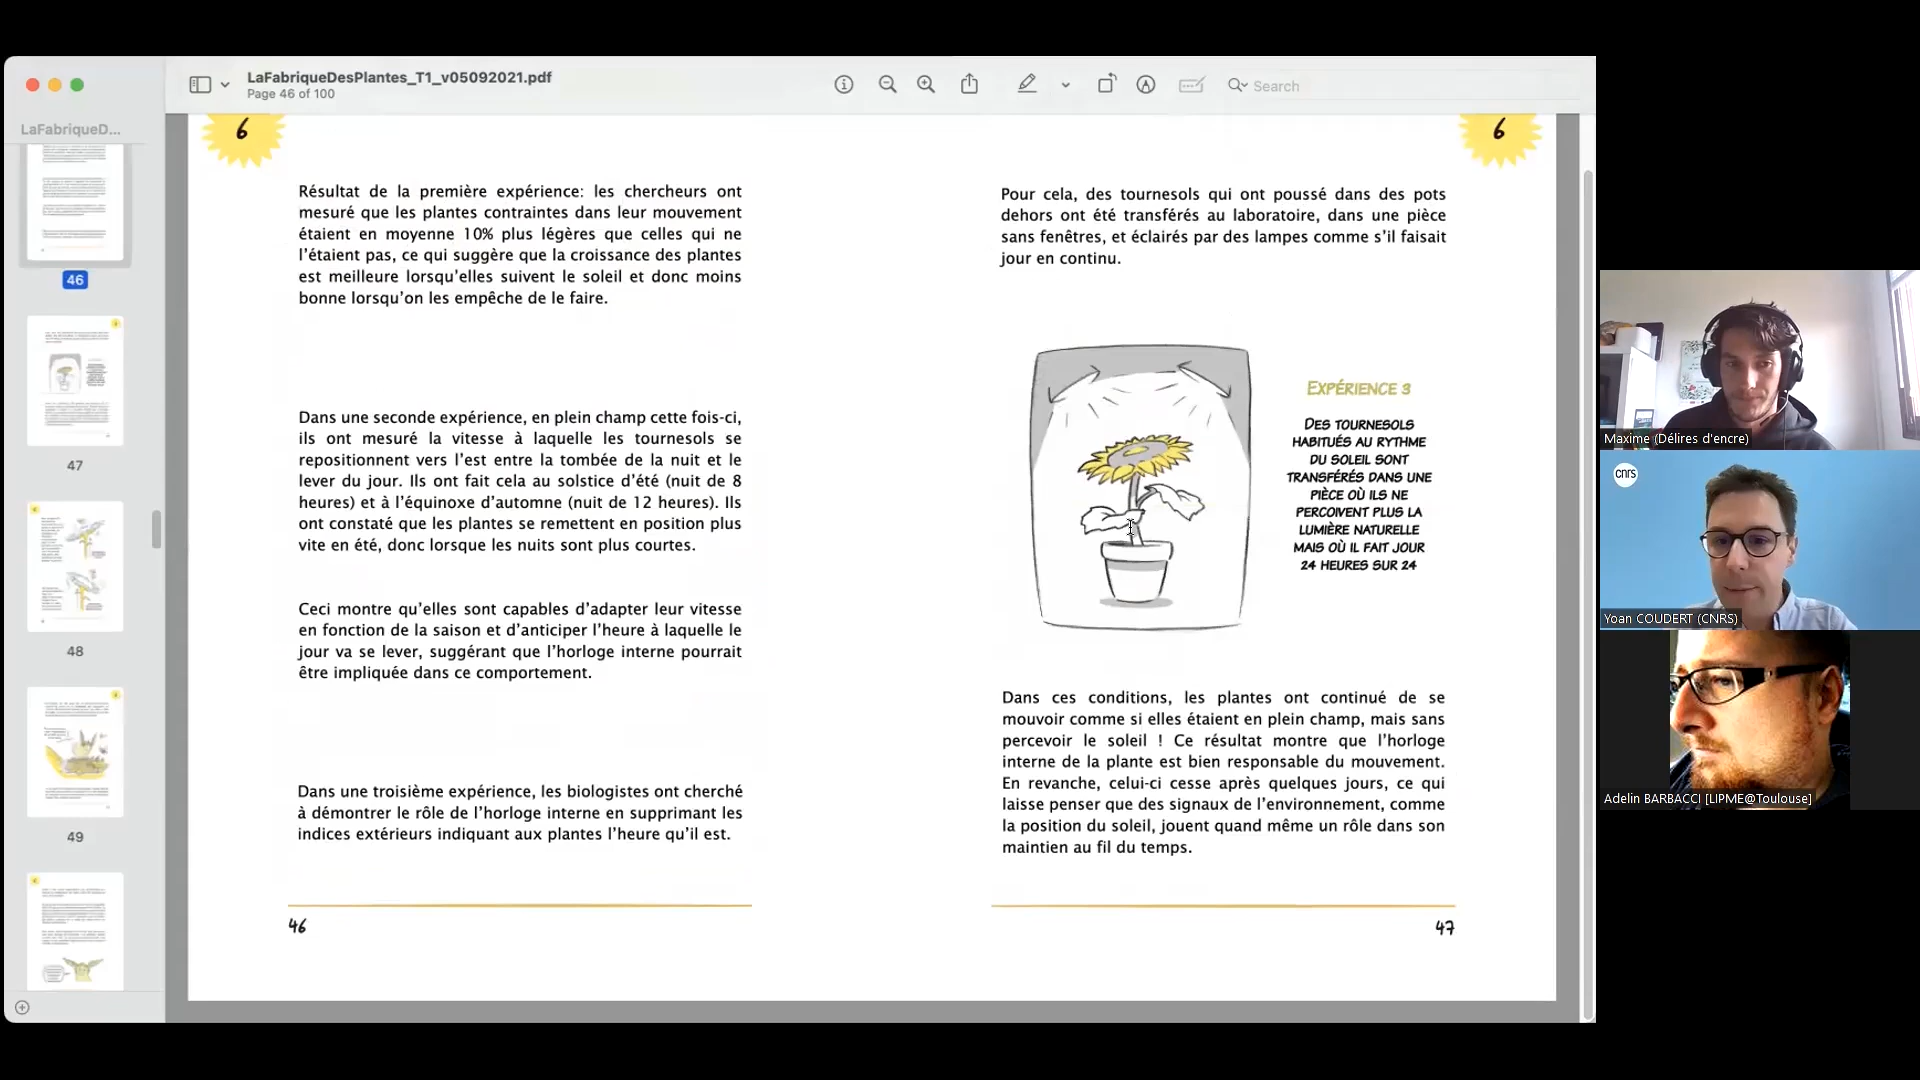 LaFabriqueDesPlantes_T1_v05092021.pdf
Page 46 of 100
Search
LaFabriqueD...
46
47
48
49
6
Résultat de la première expérience: les chercheurs ont
mesuré que les plantes contraintes dans leur mouvement
étaient en moyenne 10% plus légères que celles qui ne
l'étaient pas, ce qui suggère que la croissance des plantes
est meilleure lorsqu'elles suivent le soleil et donc moins
bonne lorsqu'on les empêche de le faire.
Dans une seconde expérience, en plein champ cette fois-ci,
ils ont mesuré la vitesse à laquelle les tournesols se
repositionnent vers l'est entre la tombée de la nuit et le
lever du jour. Ils ont fait cela au solstice d'été (nuit de 8
heures) et à l'équinoxe d'automne (nuit de 12 heures). Ils
ont constaté que les plantes se remettent en position plus
vite en été, donc lorsque les nuits sont plus courtes.
Ceci montre qu'elles sont capables d'adapter leur vitesse
en fonction de la saison et d'anticiper l'heure à laquelle le
jour va se lever, suggérant que l'horloge interne pourrait
être impliquée dans ce comportement.
Dans une troisième expérience, les biologistes ont cherché
à démontrer le rôle de l'horloge interne en supprimant les
indices extérieurs indiquant aux plantes l'heure qu'il est.
46
6
Pour cela, des tournesols qui ont poussé dans des pots
dehors ont été transférés au laboratoire, dans une pièce
sans fenêtres, et éclairés par des lampes comme s'il faisait
jour en continu.
EXPÉRIENCE 3
DES TOURNESOLS
HABITUÉS AU RYTHME
DU SOLEIL SONT
TRANSFÉRÉS DANS UNE
PIÈCE OÙ ILS NE
PERCOIVENT PLUS LA
LUMIÈRE NATURELLE
MAIS OÙ IL FAIT JOUR
24 HEURES SUR 24
Dans ces conditions, les plantes ont continué de se
mouvoir comme si elles étaient en plein champ, mais sans
percevoir le soleil ! Ce résultat montre que l'horloge
interne de la plante est bien responsable du mouvement.
En revanche, celui-ci cesse après quelques jours, ce qui
laisse penser que des signaux de l'environnement, comme
la position du soleil, jouent quand même un rôle dans son
maintien au fil du temps.
47
Maxime (Délires d'encre)
cnrs
Yoan COUDERT (CNRS)
Adelin BARBACCI [LIPME@Toulouse]